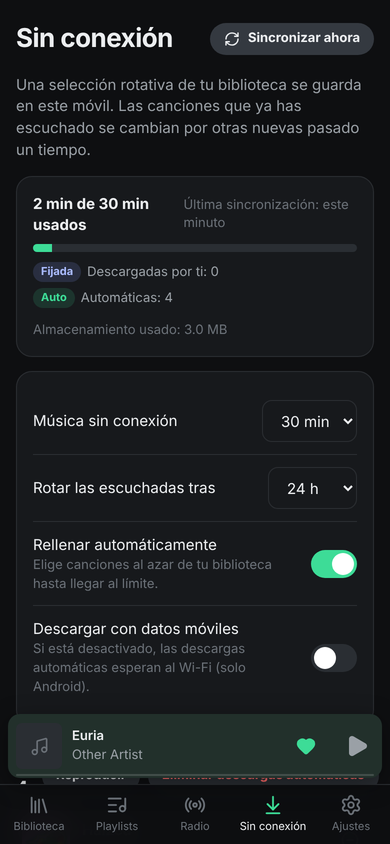 Sin conexión
Sincronizar ahora
Una selección rotativa de tu biblioteca se guarda
en este móvil. Las canciones que ya has
escuchado se cambian por otras nuevas pasado
un tiempo.
2 min de 30 min
usados
Última sincronización: este
minuto
Fijada Descargadas por ti: 0
Auto Automáticas: 4
Almacenamiento usado: 3.0 MB
Música sin conexión
30 min
Rotar las escuchadas tras
24 h
Rellenar automáticamente
Elige canciones al azar de tu biblioteca
hasta llegar al límite.
Descargar con datos móviles
Si está desactivado, las descargas
automáticas esperan al Wi-Fi (solo
Android).
Euria
Other Artist
Biblioteca
Playlists
Radio
Sin conexión
Ajustes